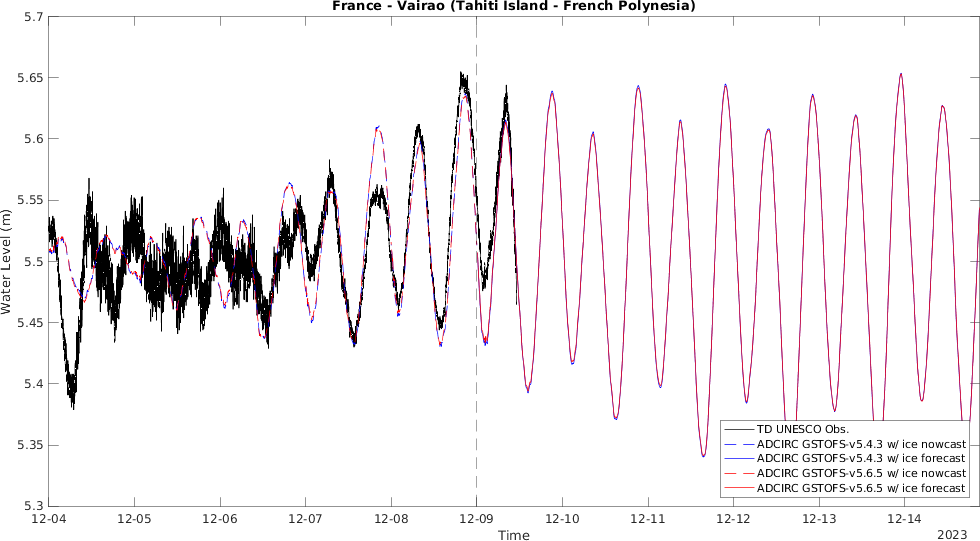 France - Vairao (Tahiti Island - French Polynesia)
5.7
5.65
5.6
5.55
5.5
5.45
5.4
5.35
5.3
Water Level (m)
TD UNESCO Obs.
ADCIRC GSTOFS-v5.4.3 w/ ice nowcast
ADCIRC GSTOFS-v5.4.3 w/ ice forecast
ADCIRC GSTOFS-v5.6.5 w/ ice nowcast
ADCIRC GSTOFS-v5.6.5 w/ ice forecast
12-04 12-05 12-06 12-07 12-08 12-09 12-10 12-11 12-12 12-13 12-14
Time
2023